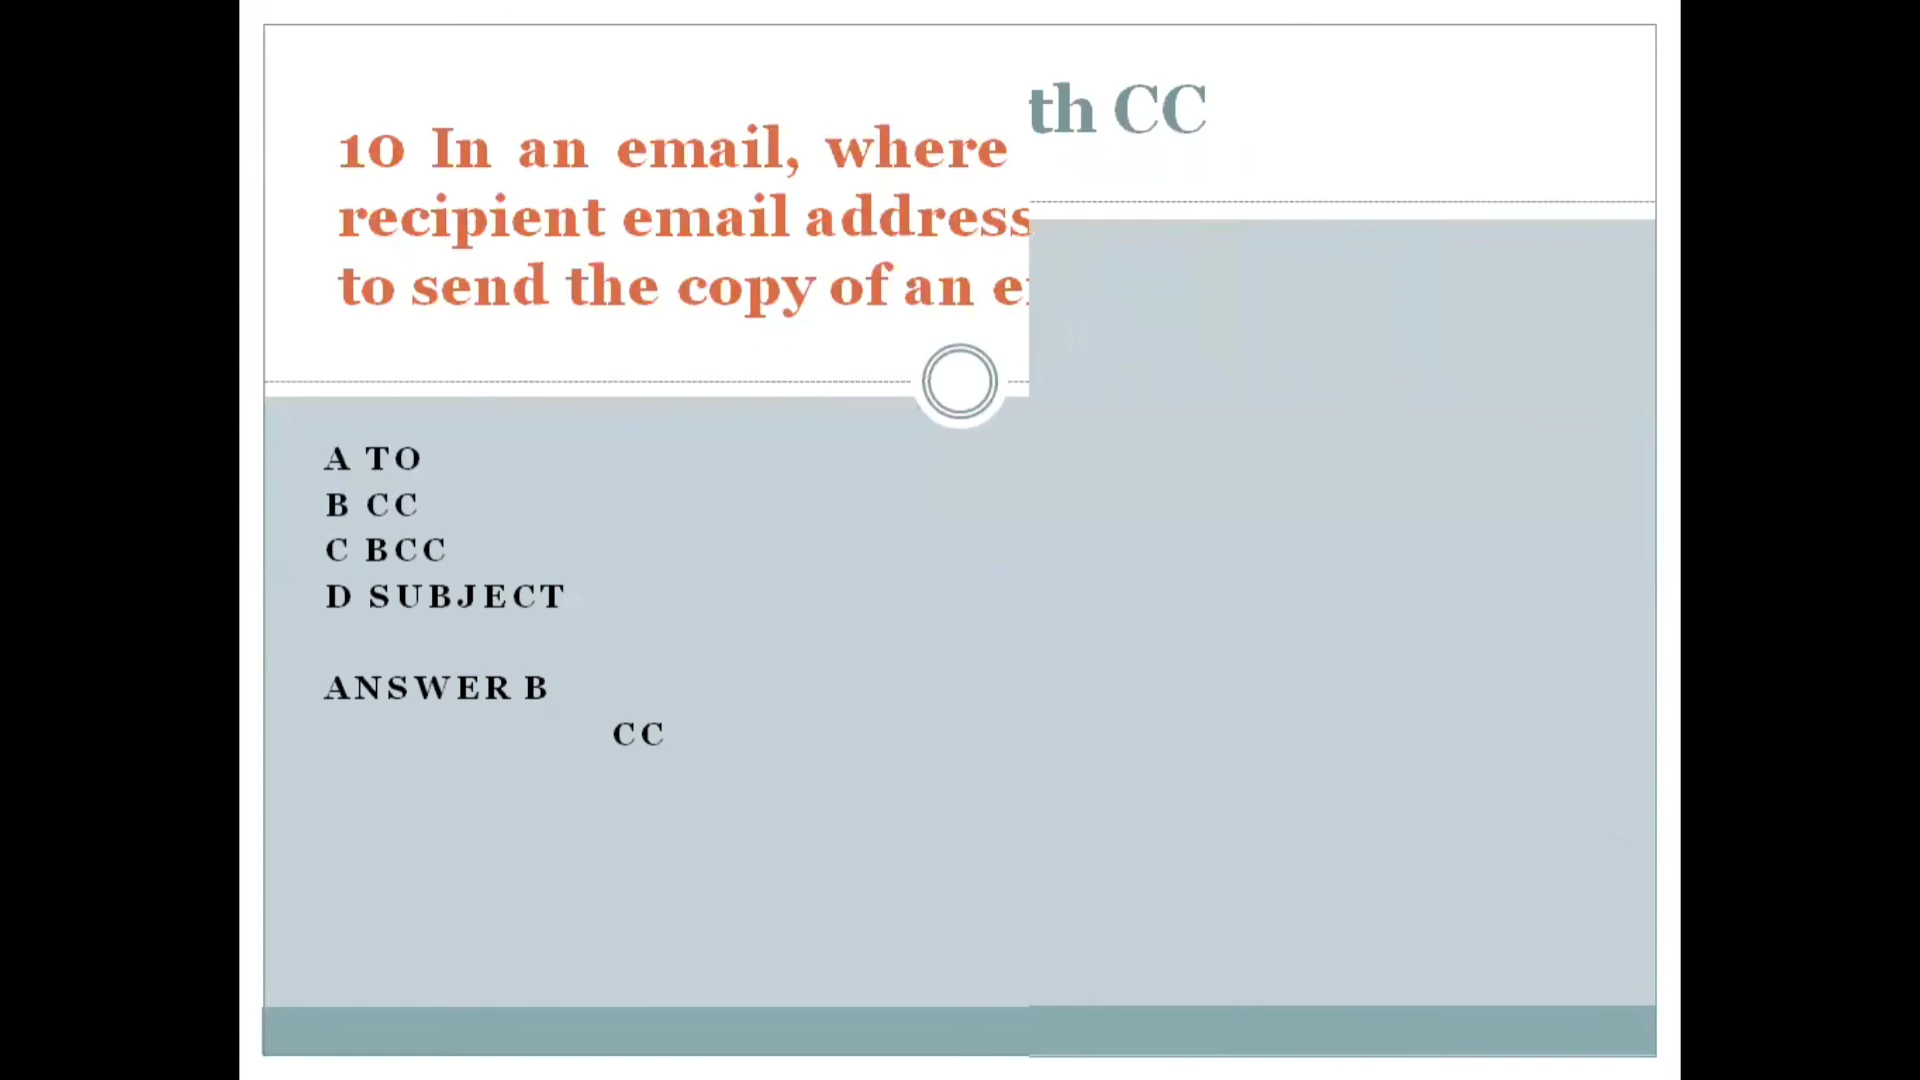 th CC
10 In an email, where
recipient email address
to send the copy of an
A TO
B CC
C BCC
D SUBJECT
ANSWER B
CC